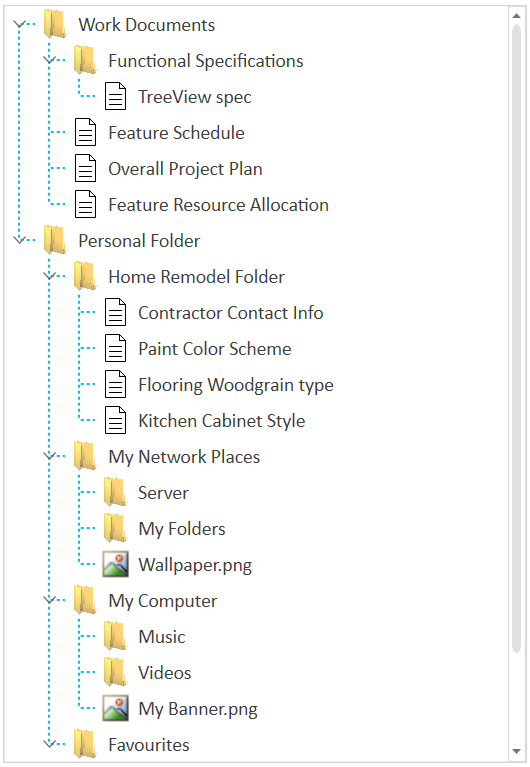 Work Documents
Functional Specifications
TreeView spec
Feature Schedule
Overall Project Plan
Feature Resource Allocation
Personal Folder
Home Remodel Folder
Contractor Contact Info
Paint Color Scheme
Flooring Woodgrain type
Kitchen Cabinet Style
My Network Places
Server
My Folders
Wallpaper.png
My Computer
Music
Videos
My Banner.png
Favourites